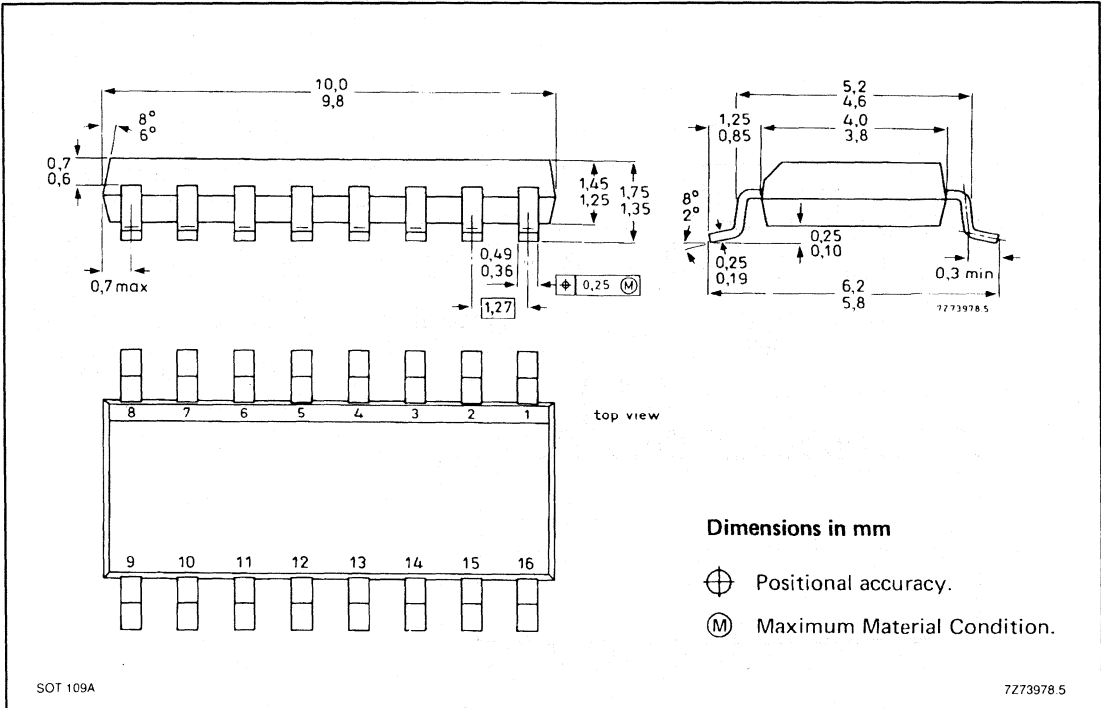 10,0
9,8
8°
6°
0,7
0,6
1,45
1,25
1,75
1,35
0,49
0,36
0,7 max
⌖ 0,25 Ⓜ
1,27
5,2
4,6
1,25
0,85
4,0
3,8
8°
2°
0,25
0,10
0,25
0,19
0,3 min
6,2
5,8
7Z73978.5
8 7 6 5 4 3 2 1
top view
9 10 11 12 13 14 15 16
Dimensions in mm
⌖ Positional accuracy.
Ⓜ Maximum Material Condition.
SOT 109A
7Z73978.5